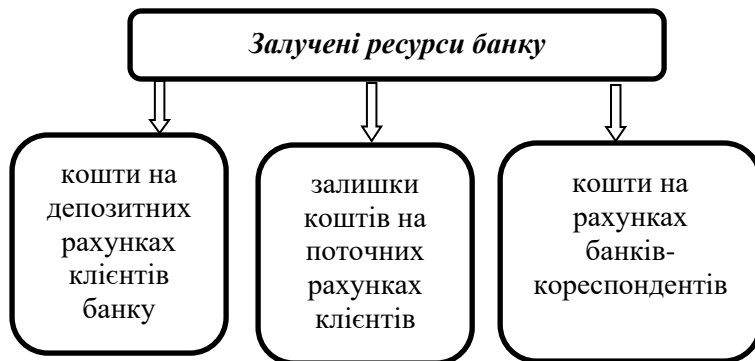 Залучені ресурси банку
кошти на
депозитних
рахунках
клієнтів
банку
залишки
коштів на
поточних
рахунках
клієнтів
кошти на
рахунках
банків-
кореспондентів